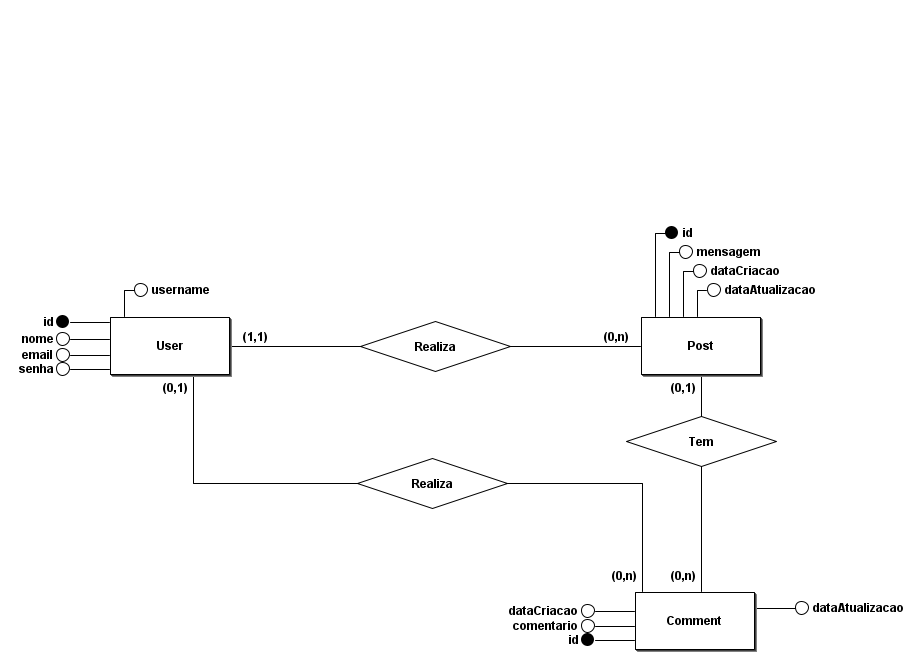 id
mensagem
dataCriacao
dataAtualizacao
username
id
nome
email
senha
User
(1,1)
Realiza
(0,n)
Post
(0,1)
(0,1)
Tem
Realiza
(0,n)
(0,n)
dataCriacao
comentario
id
Comment
dataAtualizacao